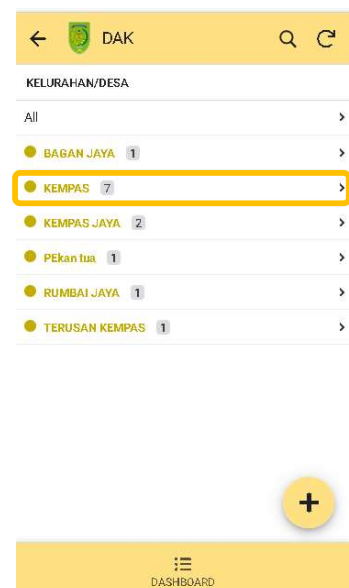 DAK
KELURAHAN/DESA
All
BAGAN JAYA 1
KEMPAS 7
KEMPAS JAYA 2
PEkan tua 1
RUMBAI JAYA 1
TERUSAN KEMPAS 1
+
DASHBOARD